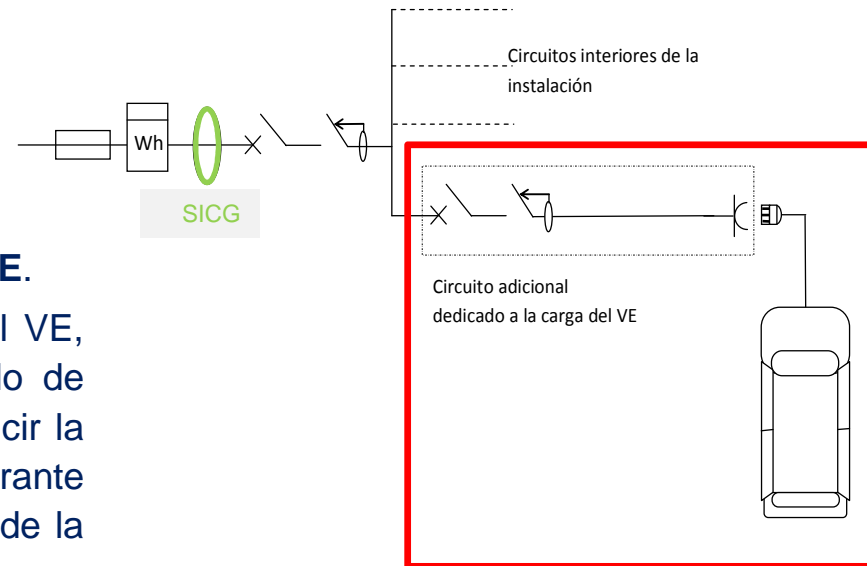 Circuitos interiores de la
instalación
Wh
SICG
Circuito adicional
dedicado a la carga del VE
E.
l VE,
lo de
cir la
rante
de la